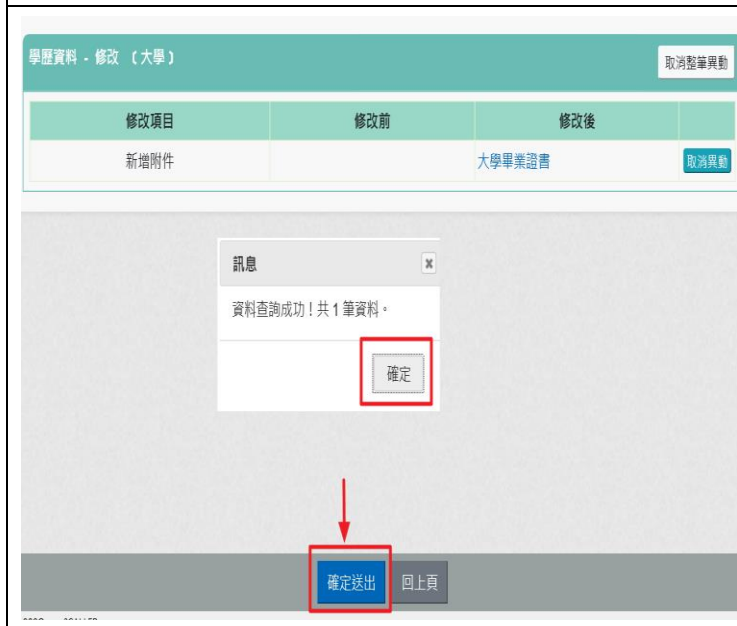 學歷資料 - 修改 （大學）
取消整筆異動
修改項目 修改前 修改後
新增附件 大學畢業證書 取消異動
訊息
資料查詢成功！共 1 筆資料。
確定
確定送出 回上頁